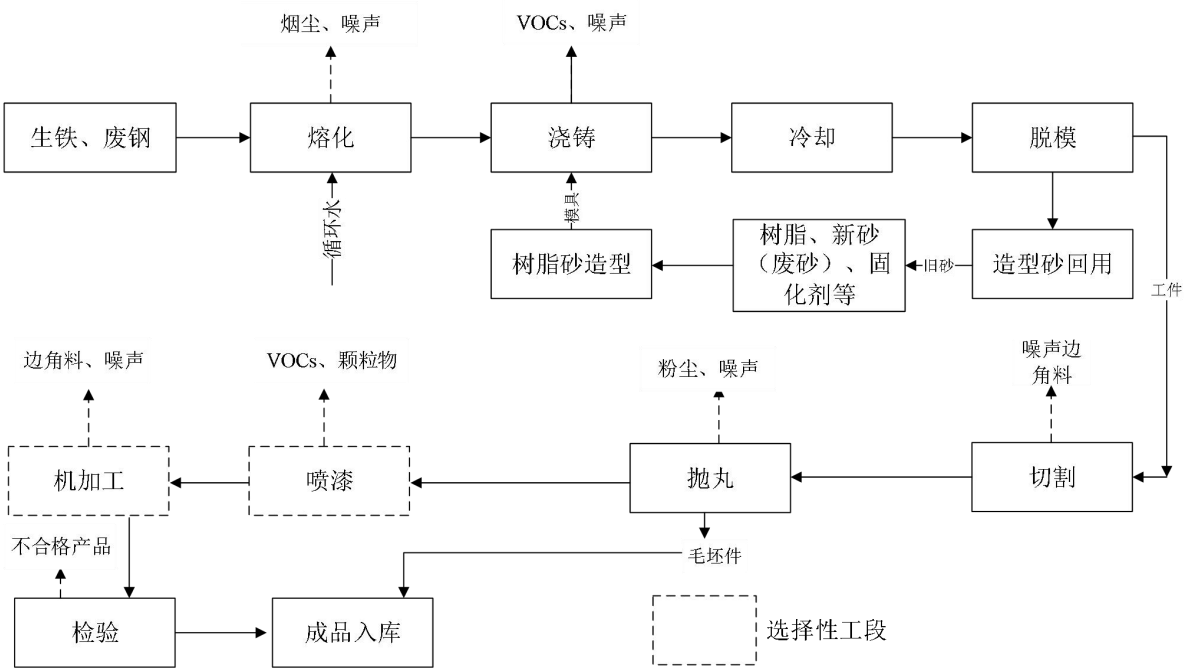 烟尘、噪声
VOCs、噪声
生铁、废钢
熔化
浇铸
冷却
脱模
循环水
模具
树脂砂造型
树脂、新砂
（废砂）、固
化剂等
旧砂
造型砂回用
工件
边角料、噪声
VOCs、颗粒物
粉尘、噪声
噪声边
角料
机加工
喷漆
抛丸
切割
不合格产品
毛坯件
检验
成品入库
选择性工段